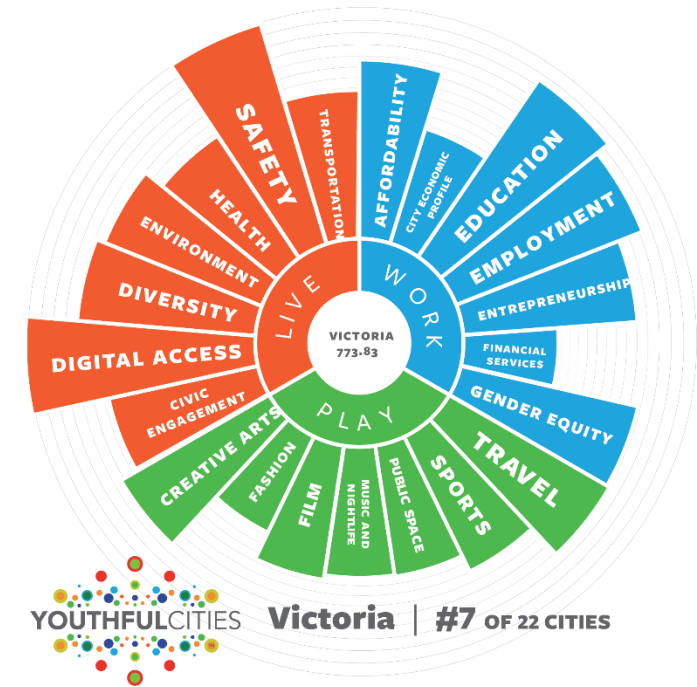 SAFETY
TRANSPORTATION
AFFORDABILITY
CITY ECONOMIC
PROFILE
EDUCATION
EMPLOYMENT
ENTREPRENEURSHIP
FINANCIAL
SERVICES
GENDER EQUITY
TRAVEL
SPORTS
PUBLIC SPACE
MUSIC AND
NIGHTLIFE
FILM
FASHION
CREATIVE ARTS
CIVIC
ENGAGEMENT
DIGITAL ACCESS
DIVERSITY
ENVIRONMENT
HEALTH
LIVE
WORK
PLAY
VICTORIA
773.83
YOUTHFULCITIES
Victoria | #7 OF 22 CITIES